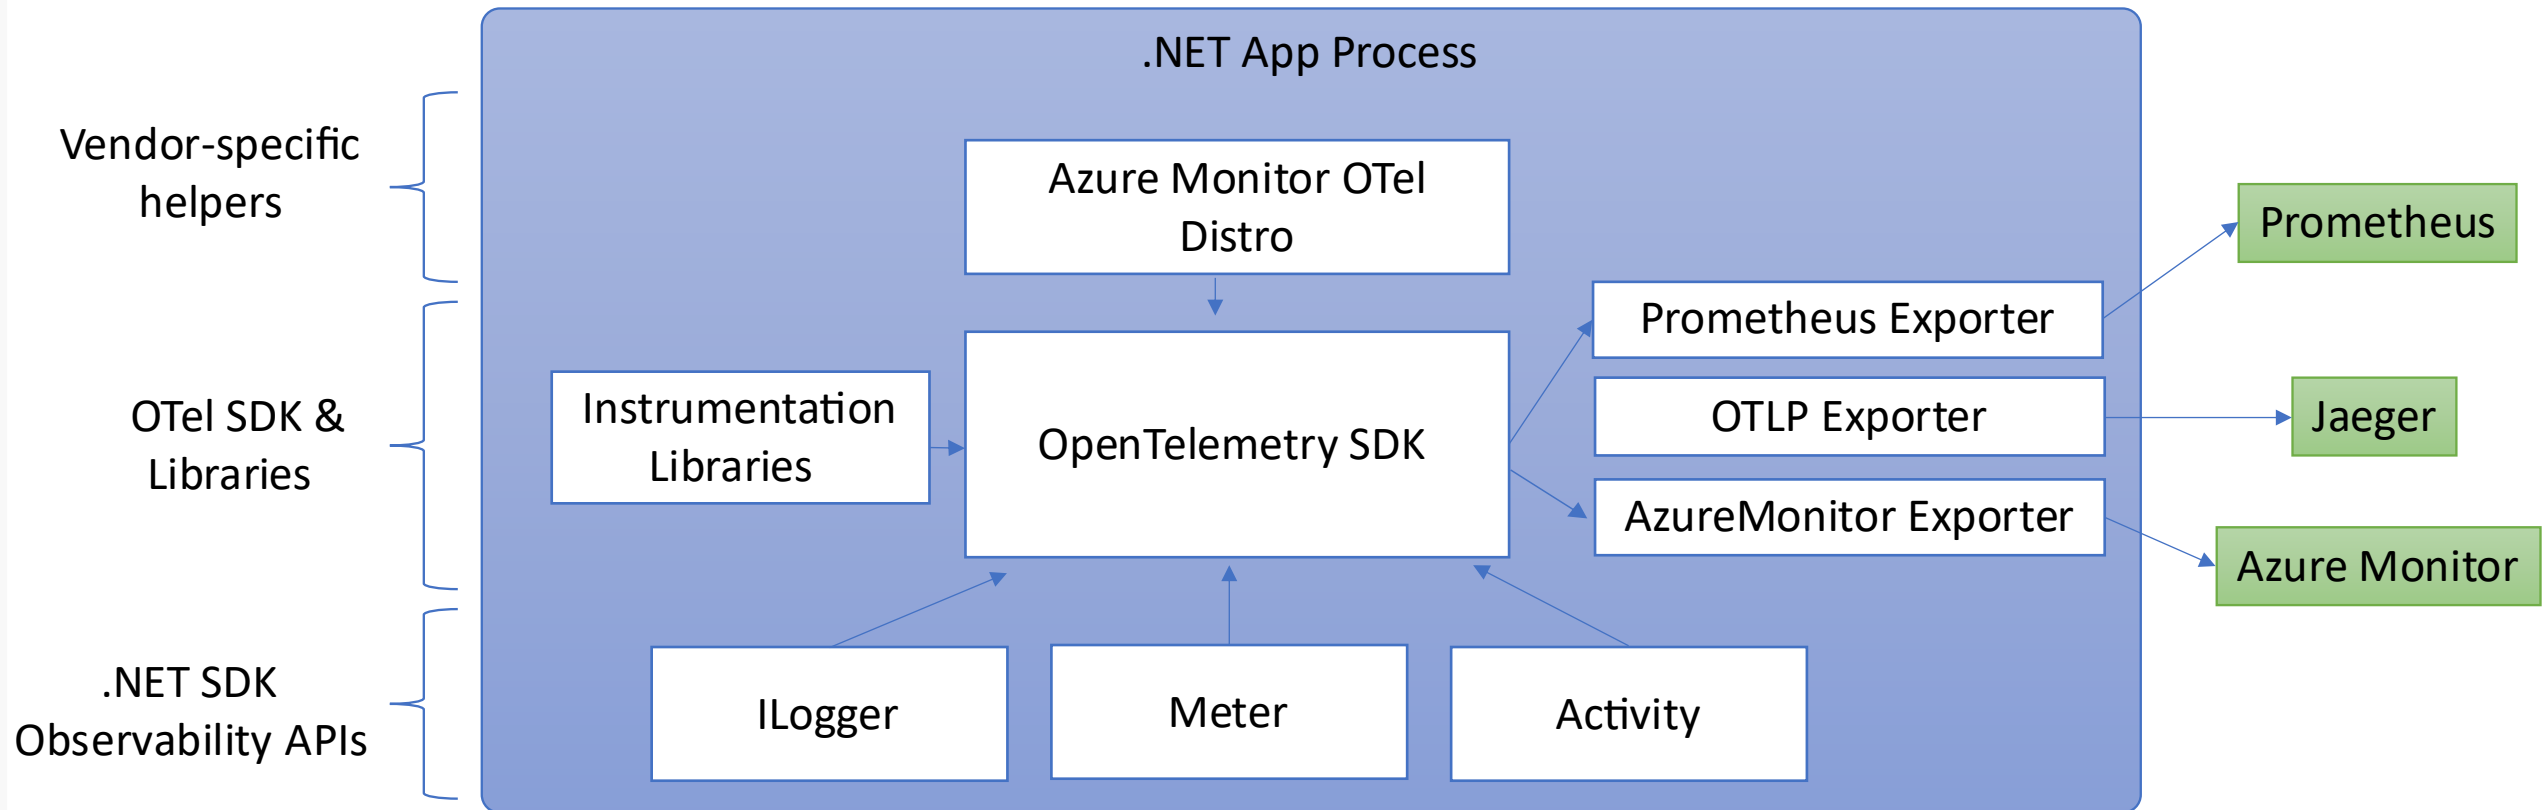 .NET App Process
Vendor-specific
helpers
Azure Monitor OTel
Distro
Prometheus
Prometheus Exporter
OTel SDK &
Libraries
Instrumentation
Libraries
OpenTelemetry SDK
OTLP Exporter
Jaeger
AzureMonitor Exporter
Azure Monitor
.NET SDK
Observability APIs
ILogger
Meter
Activity